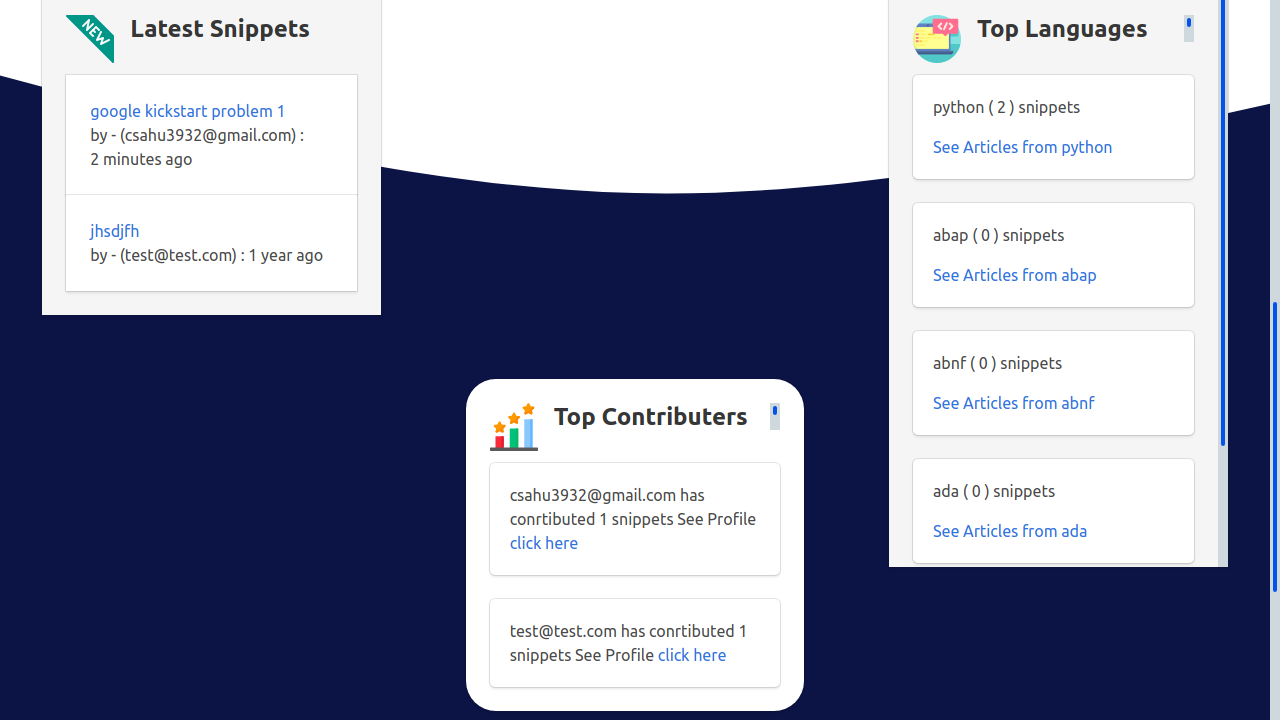 NEW
Latest Snippets
google kickstart problem 1
by - (csahu3932@gmail.com) :
2 minutes ago
jhsdjfh
by - (test@test.com) : 1 year ago
Top Contributers
csahu3932@gmail.com has
conrtibuted 1 snippets See Profile
click here
test@test.com has conrtibuted 1
snippets See Profile click here
</>
Top Languages
python ( 2 ) snippets
See Articles from python
abap ( 0 ) snippets
See Articles from abap
abnf ( 0 ) snippets
See Articles from abnf
ada ( 0 ) snippets
See Articles from ada